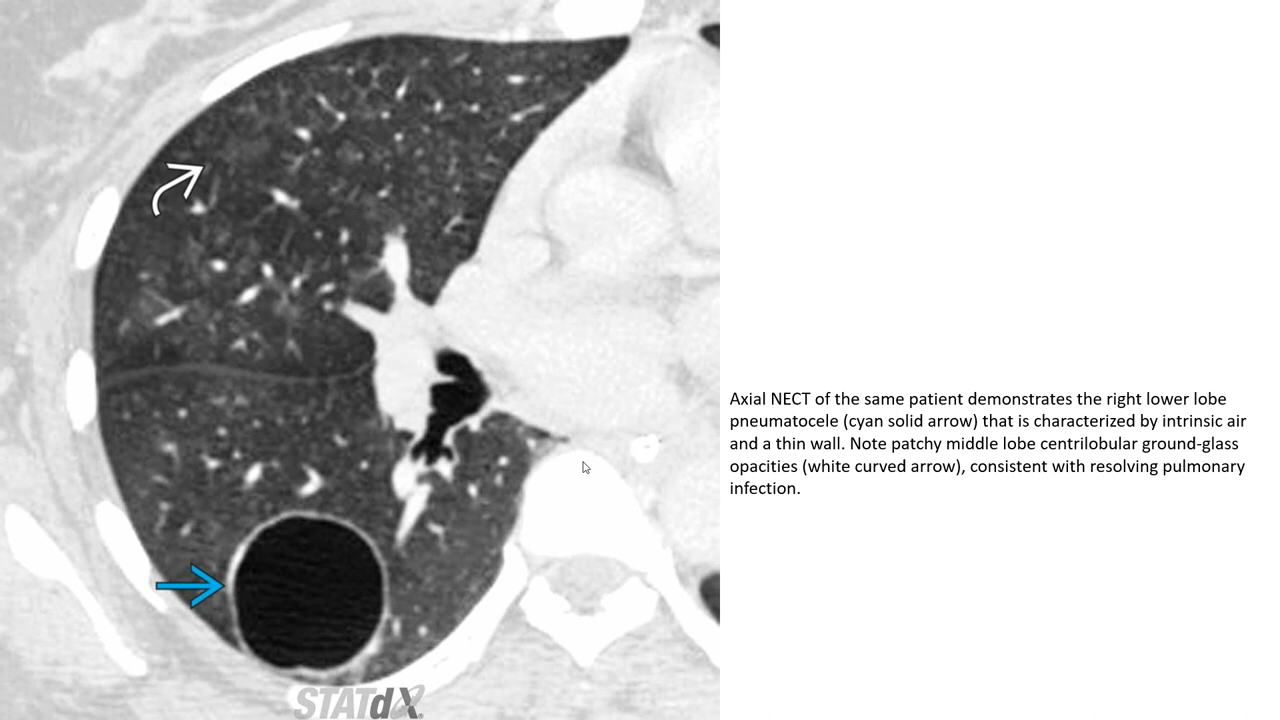 Axial NECT of the same patient demonstrates the right lower lobe
pneumatocele (cyan solid arrow) that is characterized by intrinsic air
and a thin wall. Note patchy middle lobe centrilobular ground-glass
opacities (white curved arrow), consistent with resolving pulmonary
infection.
STATdX®